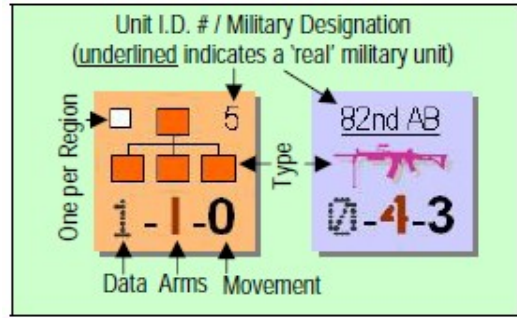 Unit I.D. # / Military Designation
(underlined indicates a 'real' military unit)
One per Region
5
Type
82nd AB
1-1-0
0-4-3
Data Arms Movement